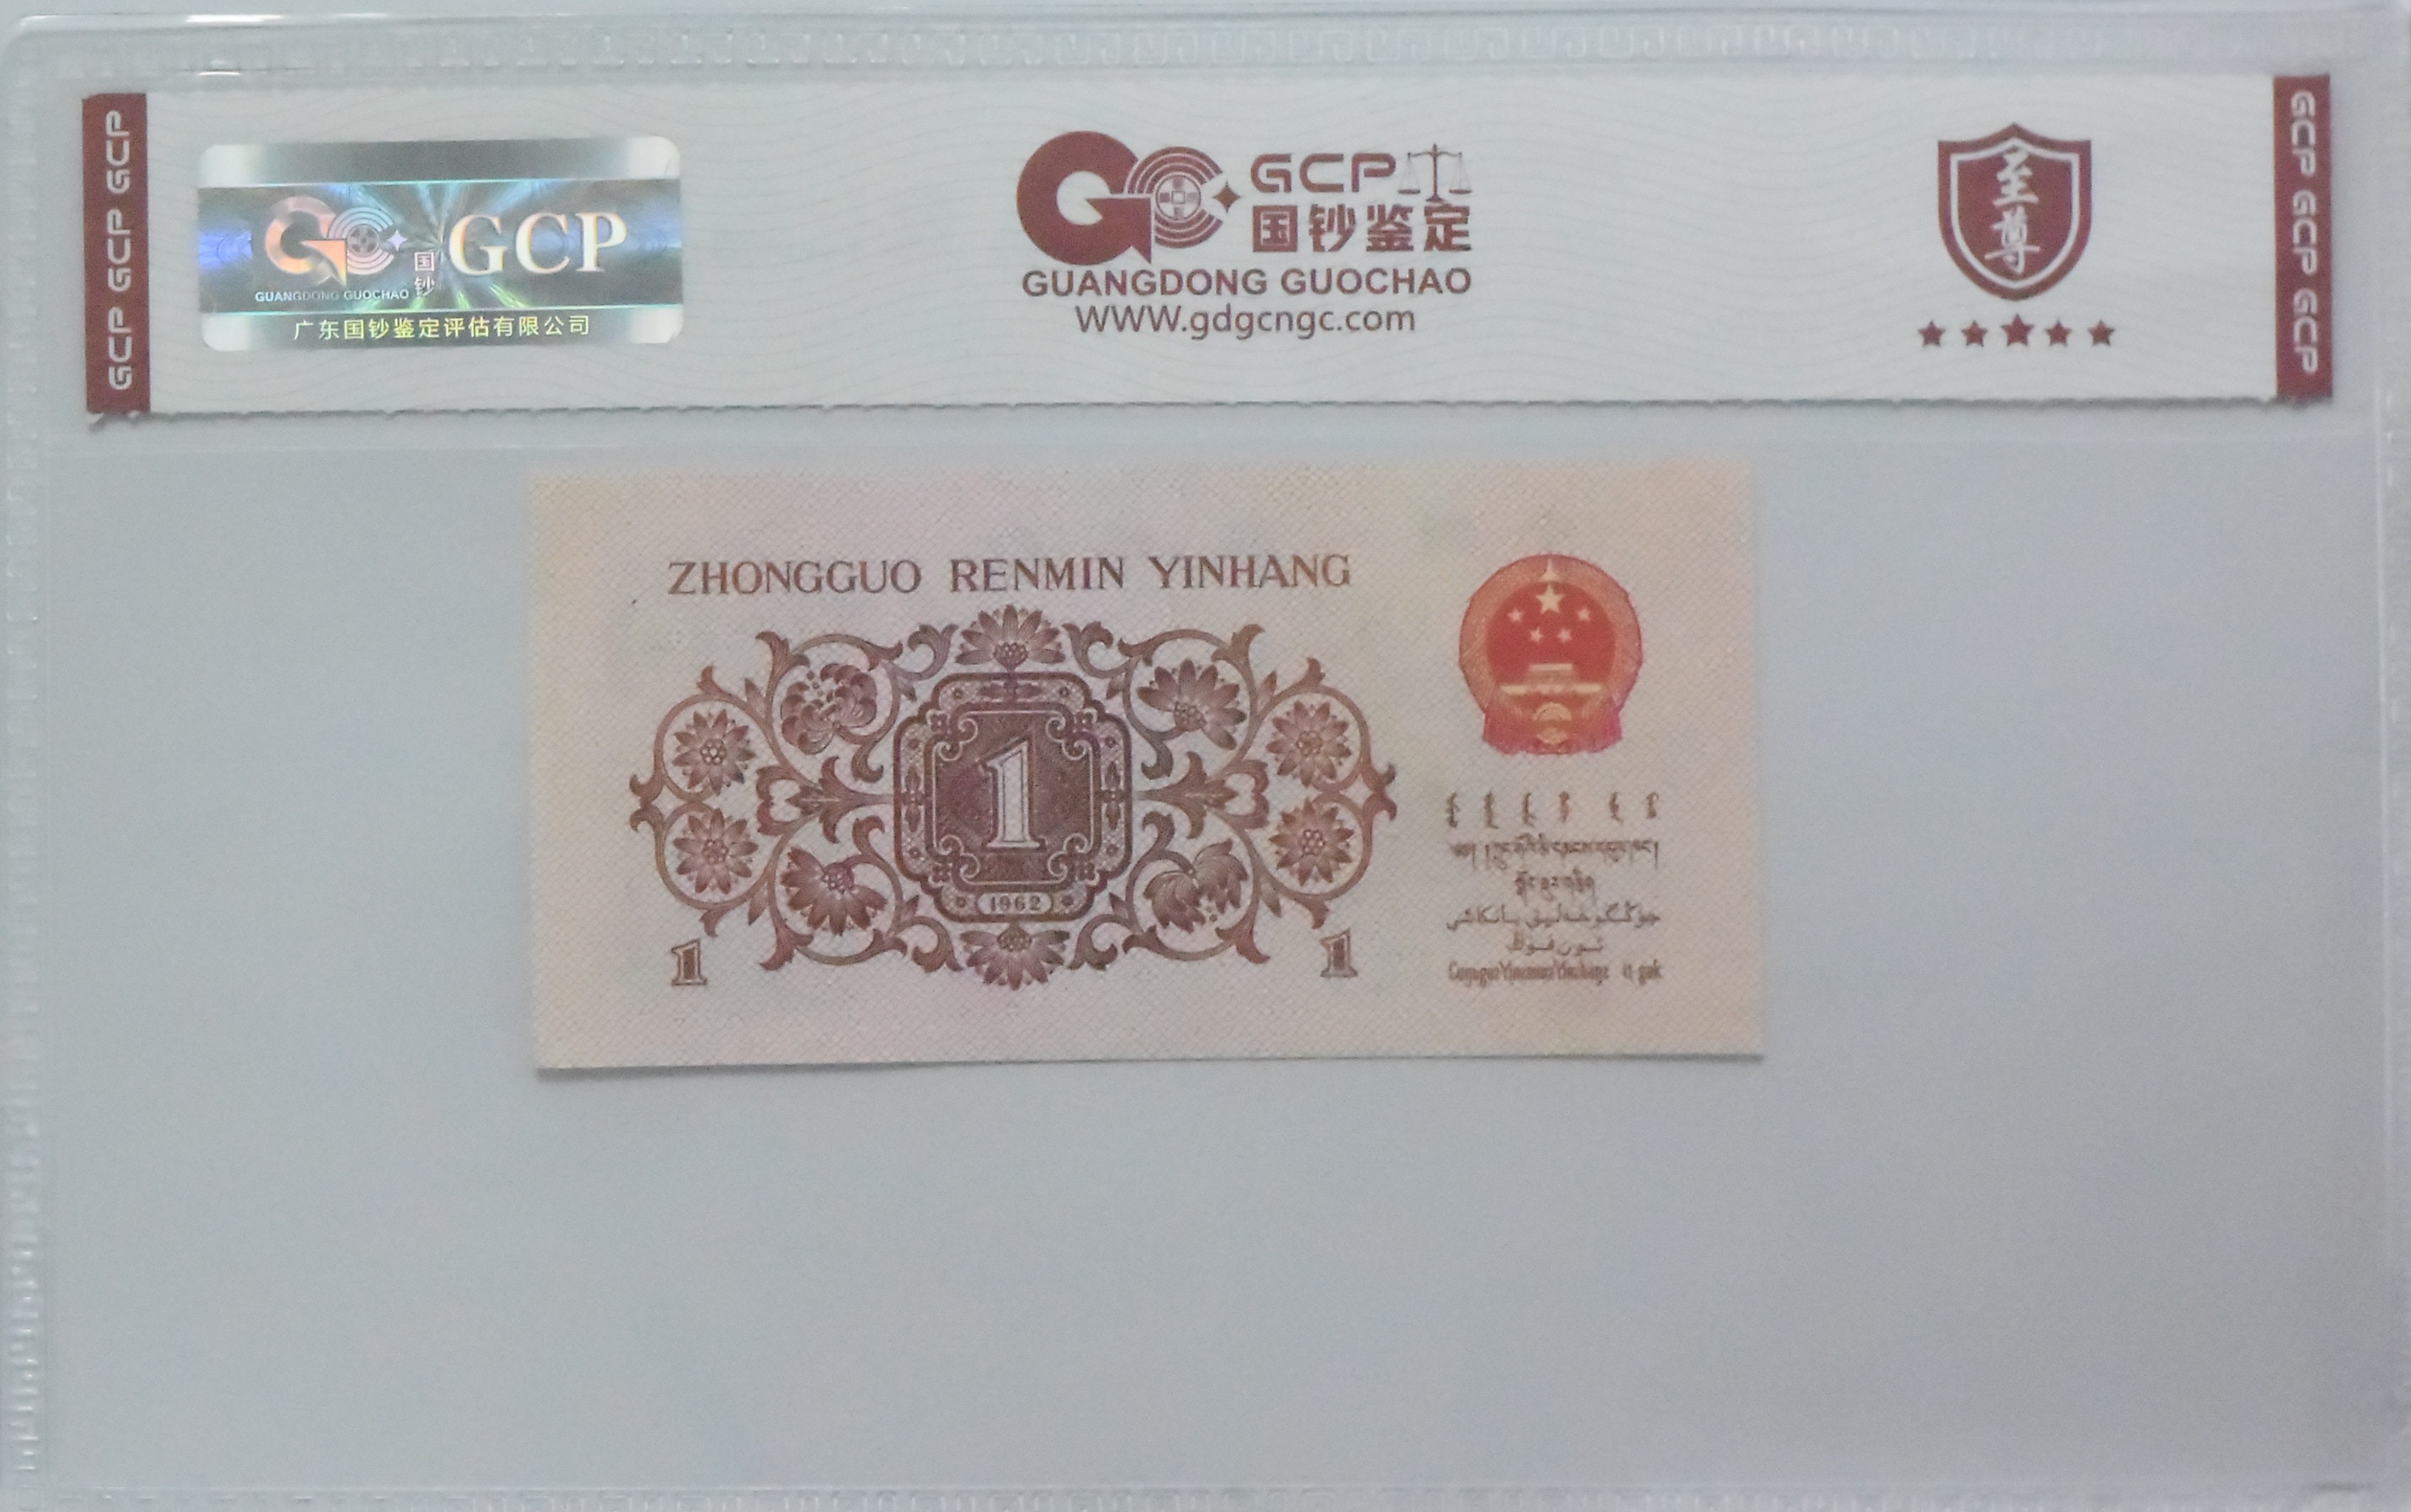 GCP GCP GCP
GCP
国钞
GUANGDONG GUOCHAO
广东国钞鉴定评估有限公司
GCP
国钞鉴定
GUANGDONG GUOCHAO
WWW.gdgcngc.com
至尊
GCP GCP GCP
ZHONGGUO RENMIN YINHANG
1
1962
1
1